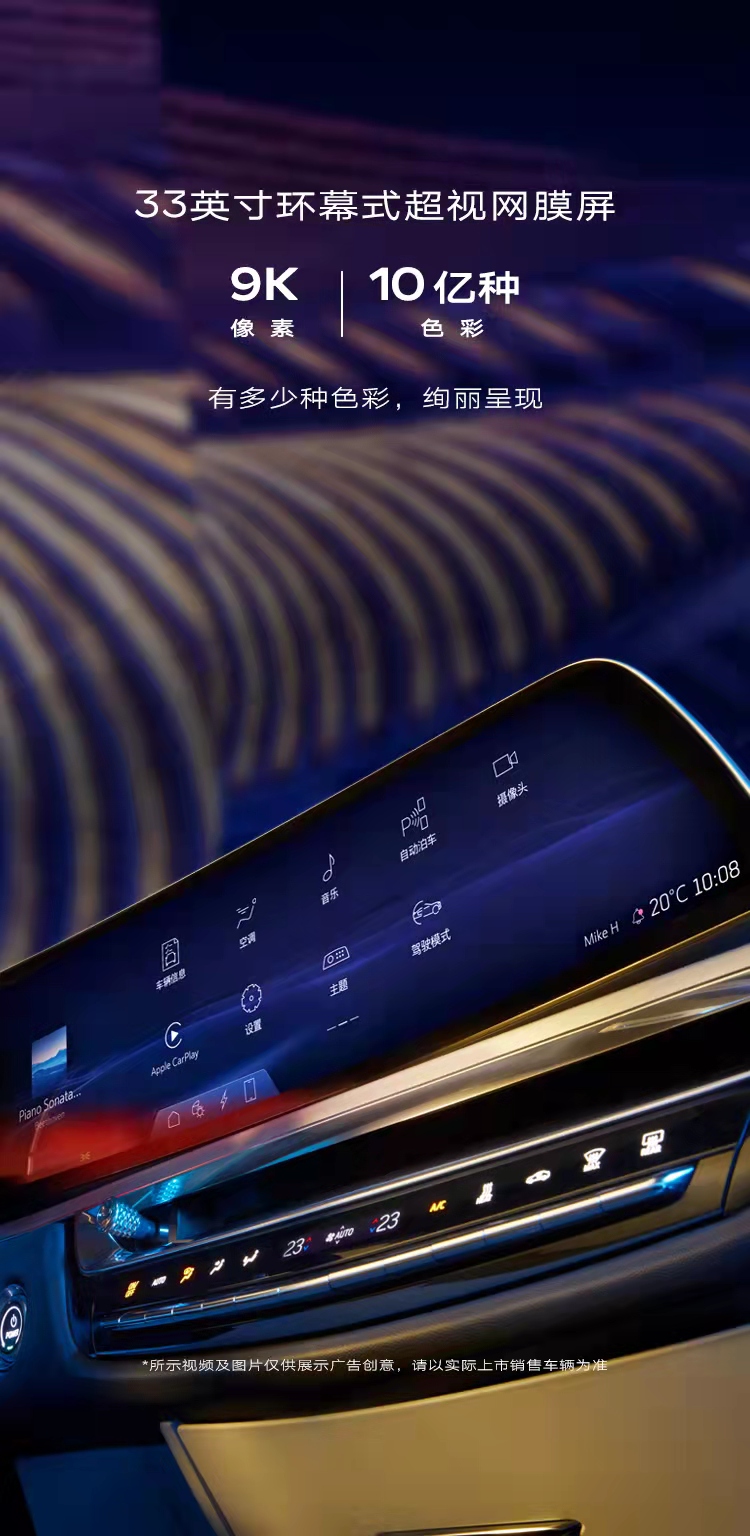 33英寸环幕式超视网膜屏
9K
10亿种
像素
色彩
有多少种色彩，绚丽呈现
摄像头
自动泊车
音乐
空调
车辆信息
驾驶模式
主题
设置
Apple CarPlay
Mike H
20°C 10:08
Piano Sonata...
Beethoven
23
AUTO
23
A/C
AUTO
POWER
*所示视频及图片仅供展示广告创意，请以实际上市销售车辆为准